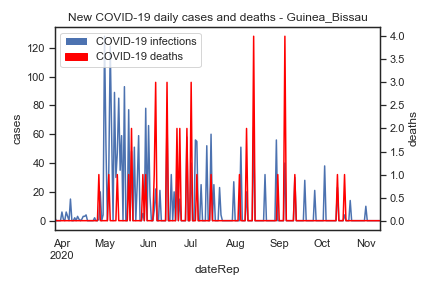 New COVID-19 daily cases and deaths - Guinea_Bissau
COVID-19 infections
COVID-19 deaths
cases
120
100
80
60
40
20
0
deaths
4.0
3.5
3.0
2.5
2.0
1.5
1.0
0.5
0.0
Apr May Jun Jul Aug Sep Oct Nov
2020
dateRep